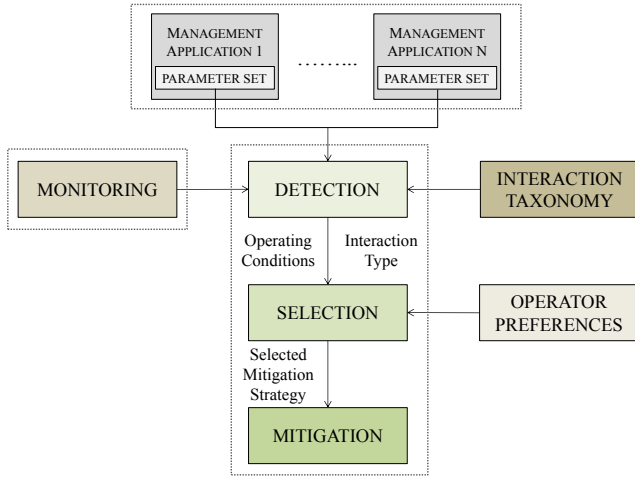 MANAGEMENT
APPLICATION 1
PARAMETER SET
.........
MANAGEMENT
APPLICATION N
PARAMETER SET
MONITORING
DETECTION
INTERACTION
TAXONOMY
Operating
Conditions
Interaction
Type
SELECTION
OPERATOR
PREFERENCES
Selected
Mitigation
Strategy
MITIGATION